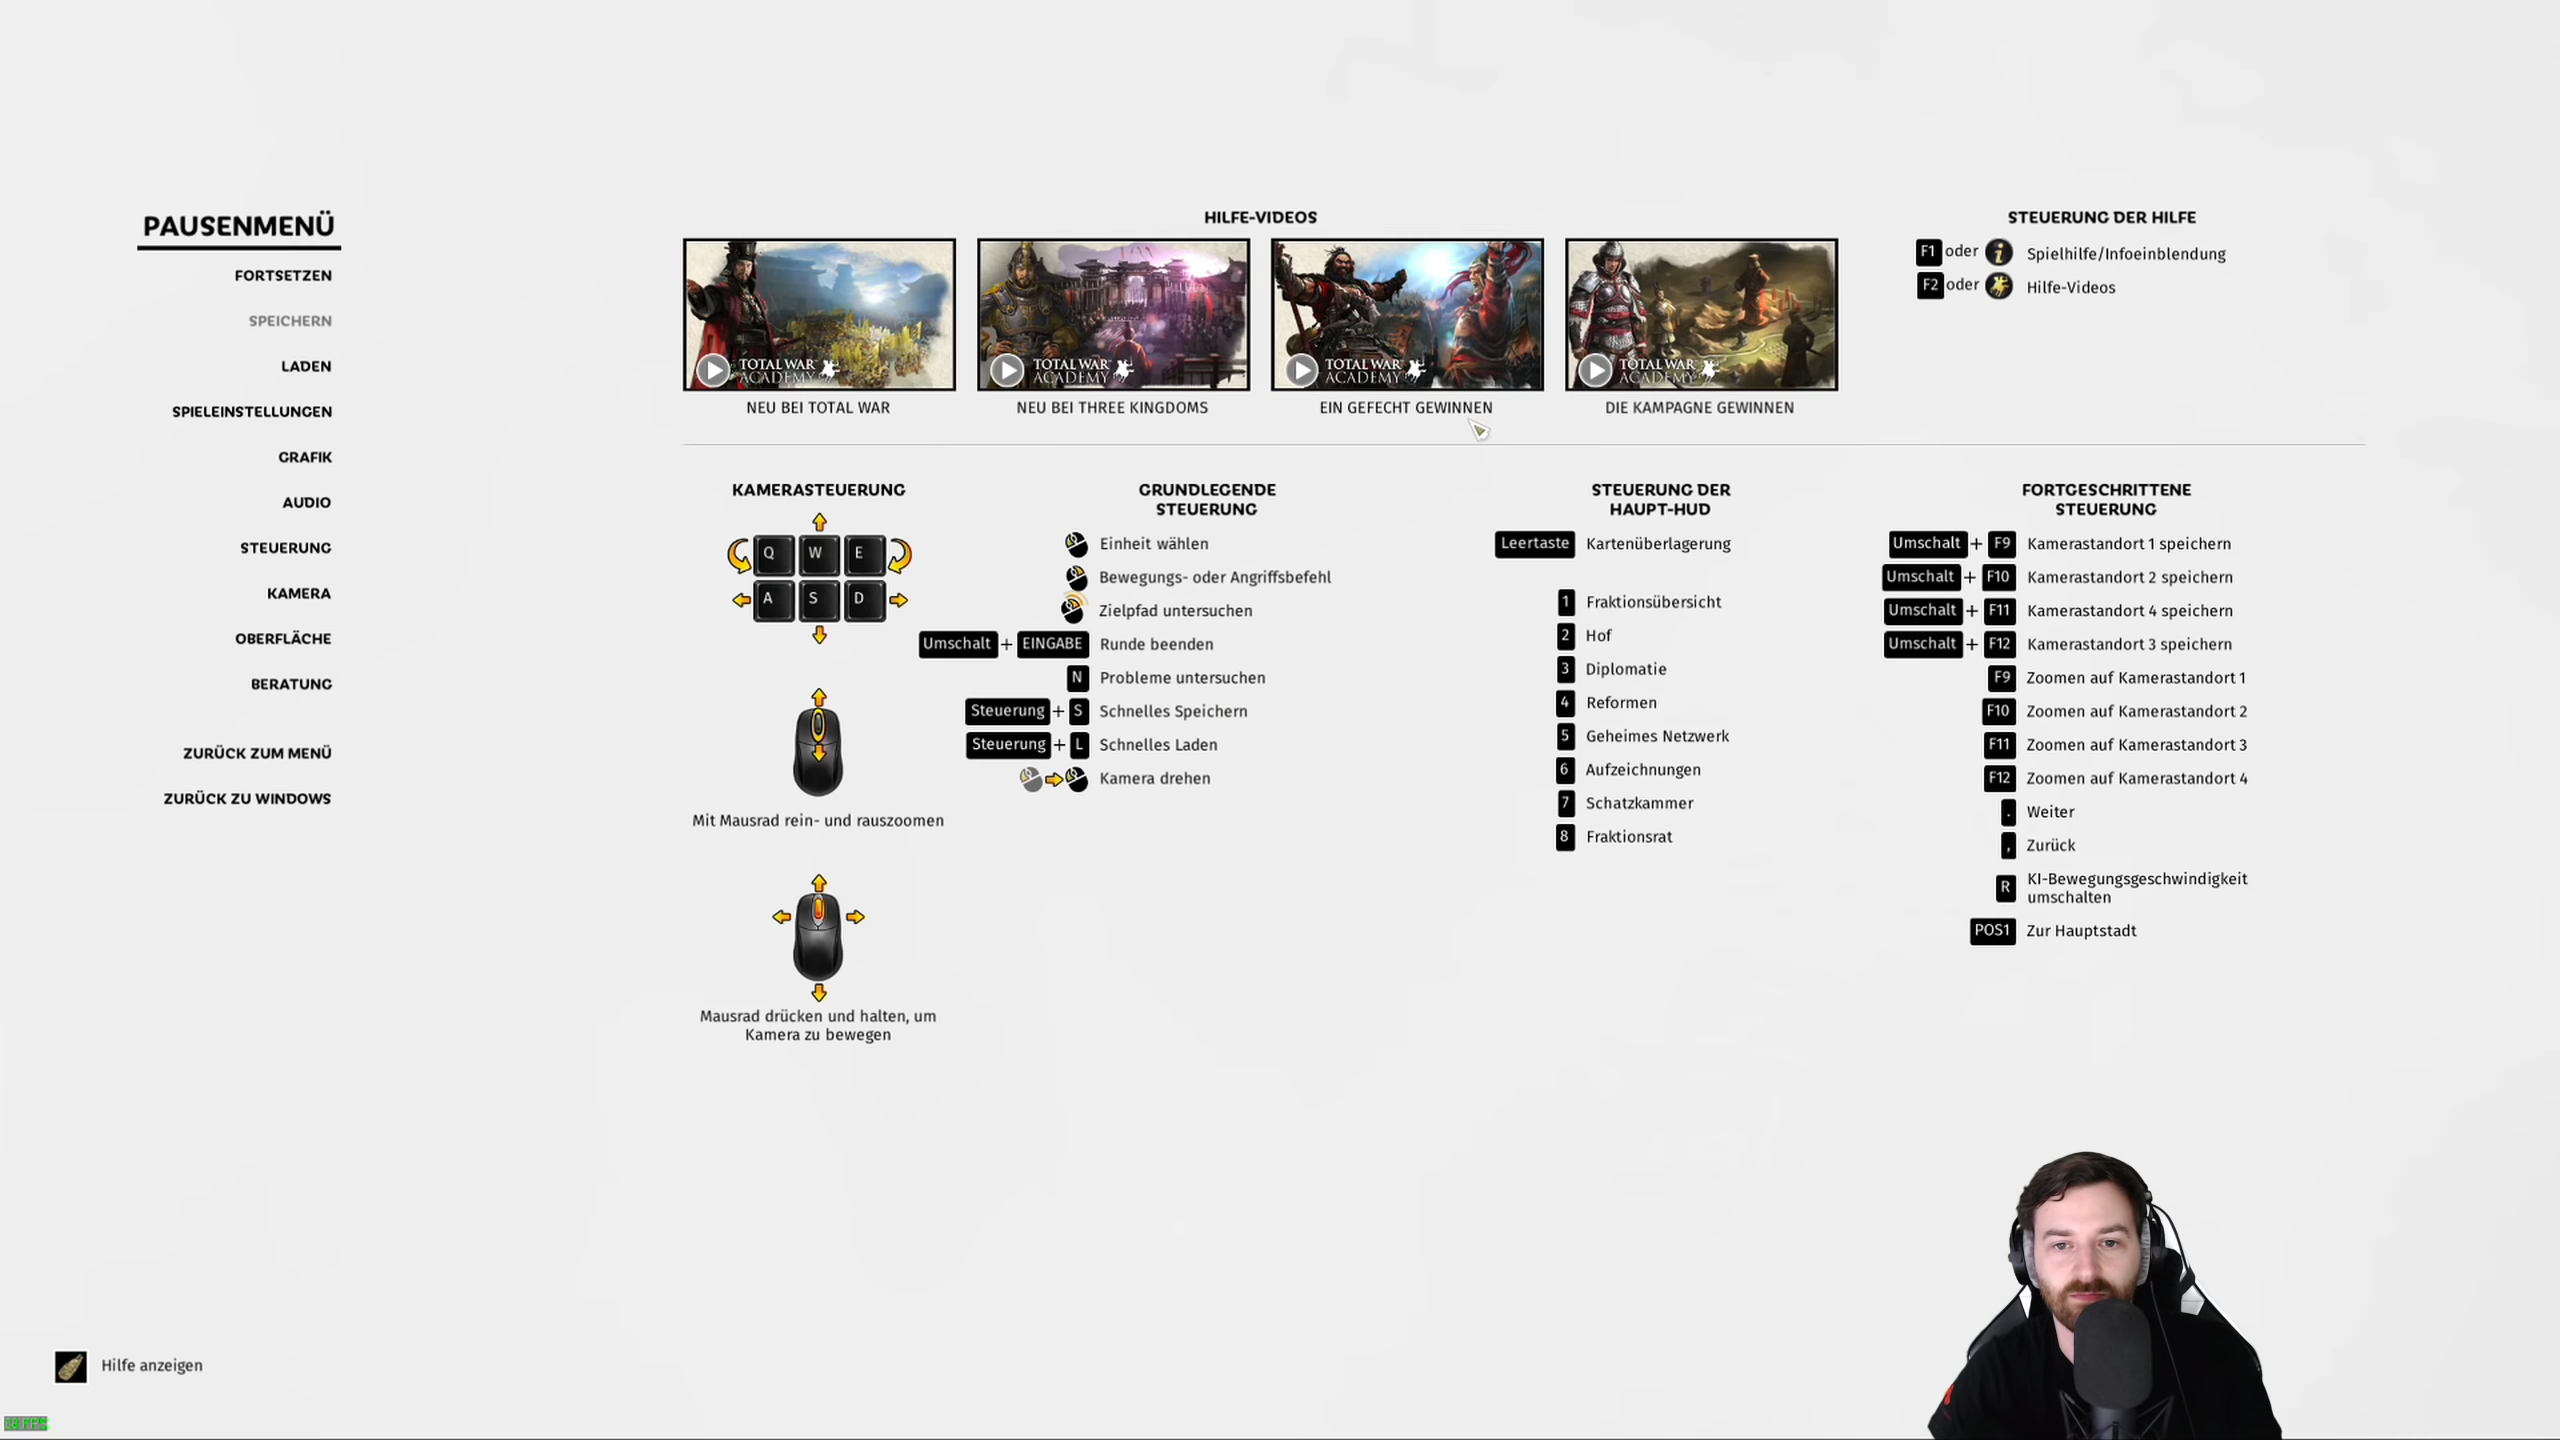 PAUSENMENÜ
FORTSETZEN
SPEICHERN
LADEN
SPIELEINSTELLUNGEN
GRAFIK
AUDIO
STEUERUNG
KAMERA
OBERFLÄCHE
BERATUNG
ZURÜCK ZUM MENÜ
ZURÜCK ZU WINDOWS
HILFE-VIDEOS
TOTAL WAR
ACADEMY
TOTAL WAR
ACADEMY
TOTAL WAR
ACADEMY
TOTAL WAR
ACADEMY
NEU BEI TOTAL WAR
NEU BEI THREE KINGDOMS
EIN GEFECHT GEWINNEN
DIE KAMPAGNE GEWINNEN
STEUERUNG DER HILFE
F1 oder i Spielhilfe/Infoeinblendung
F2 oder Hilfe-Videos
KAMERASTEUERUNG
Q W E
A S D
Mit Mausrad rein- und rauszoomen
Mausrad drücken und halten, um
Kamera zu bewegen
GRUNDLEGENDE
STEUERUNG
Einheit wählen
Bewegungs- oder Angriffsbefehl
Zielpfad untersuchen
Umschalt + EINGABE Runde beenden
N Probleme untersuchen
Steuerung + S Schnelles Speichern
Steuerung + L Schnelles Laden
Kamera drehen
STEUERUNG DER
HAUPT-HUD
Leertaste Kartenüberlagerung
1 Fraktionsübersicht
2 Hof
3 Diplomatie
4 Reformen
5 Geheimes Netzwerk
6 Aufzeichnungen
7 Schatzkammer
8 Fraktionsrat
FORTGESCHRITTENE
STEUERUNG
Umschalt + F9 Kamerastandort 1 speichern
Umschalt + F10 Kamerastandort 2 speichern
Umschalt + F11 Kamerastandort 4 speichern
Umschalt + F12 Kamerastandort 3 speichern
F9 Zoomen auf Kamerastandort 1
F10 Zoomen auf Kamerastandort 2
F11 Zoomen auf Kamerastandort 3
F12 Zoomen auf Kamerastandort 4
. Weiter
, Zurück
R KI-Bewegungsgeschwindigkeit
umschalten
POS1 Zur Hauptstadt
Hilfe anzeigen